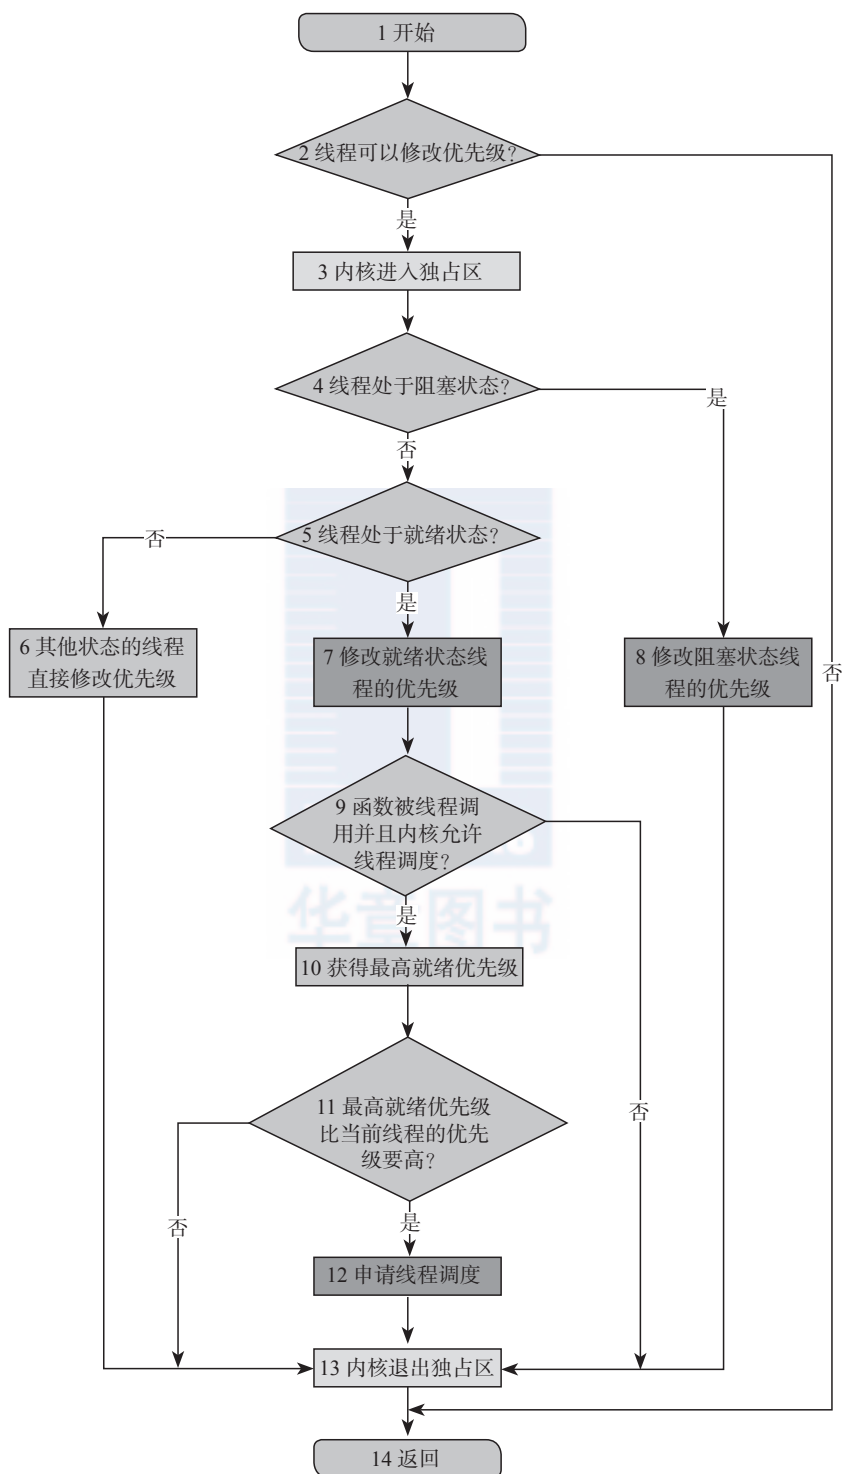 1 开始
2 线程可以修改优先级?
是
3 内核进入独占区
4 线程处于阻塞状态?
是
否
5 线程处于就绪状态?
否
是
6 其他状态的线程
直接修改优先级
7 修改就绪状态线
程的优先级
8 修改阻塞状态线
程的优先级
否
9 函数被线程调
用并且内核允许
线程调度?
华章图书
是
10 获得最高就绪优先级
11 最高就绪优先级
比当前线程的优先
级要高?
否
否
是
12 申请线程调度
13 内核退出独占区
14 返回